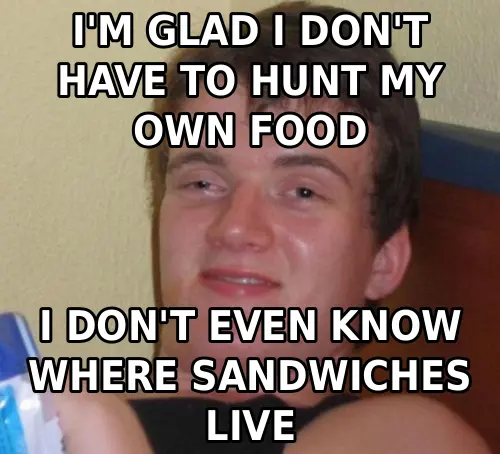 I'M GLAD I DON'T
HAVE TO HUNT MY
OWN FOOD
I DON'T EVEN KNOW
WHERE SANDWICHES
LIVE